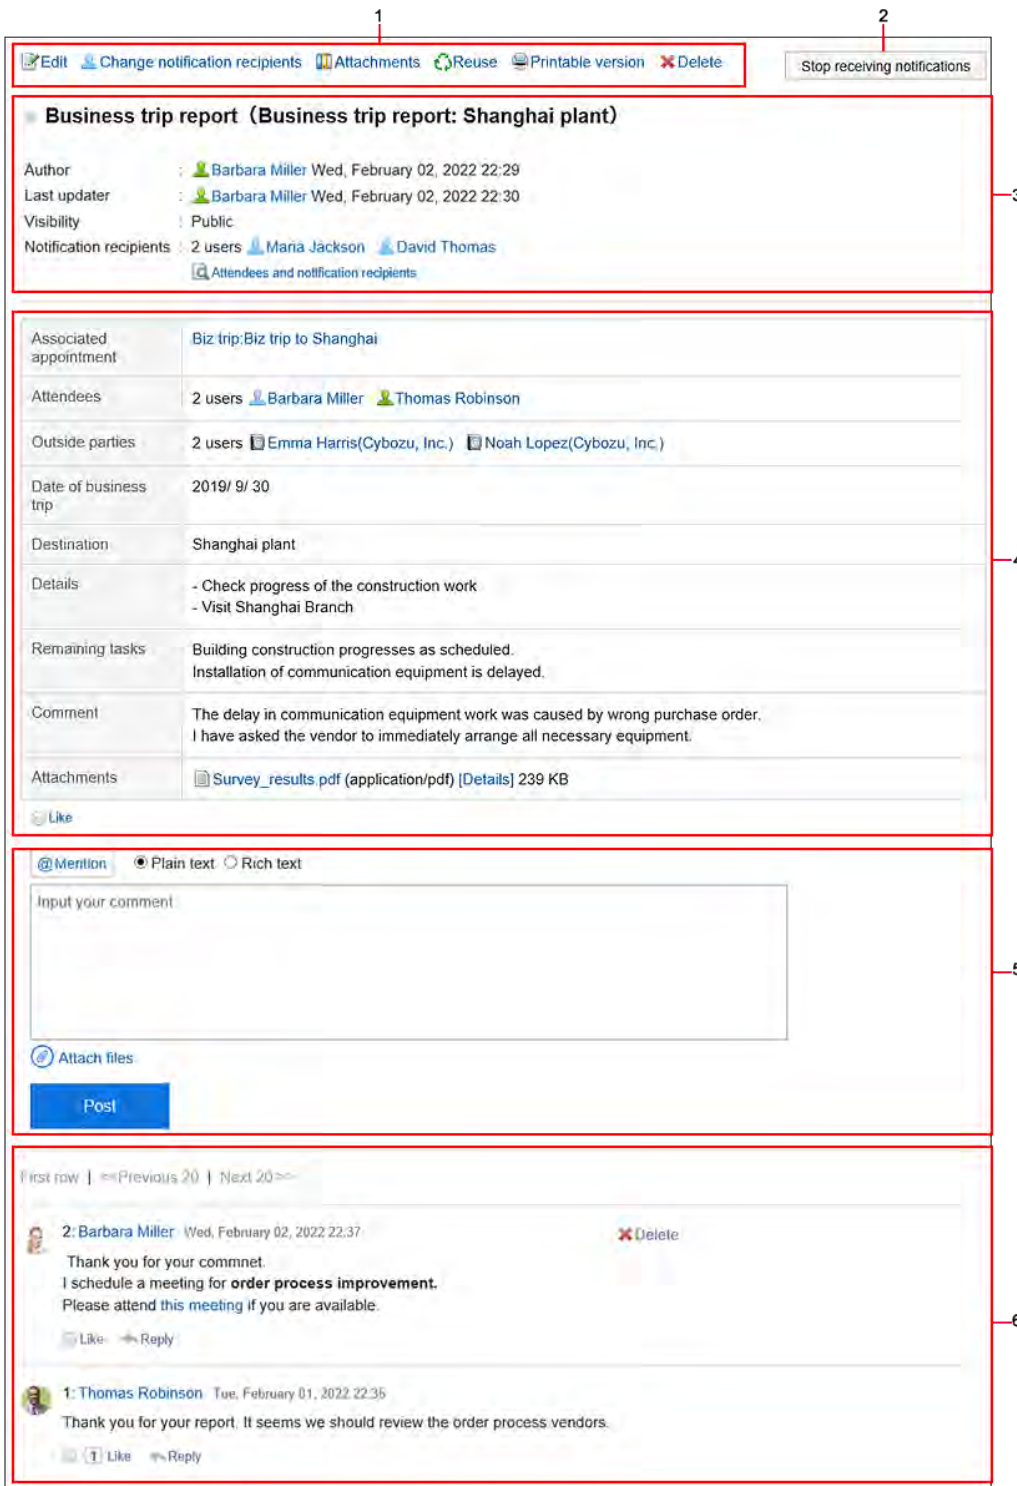 1
2
Edit Change notification recipients Attachments Reuse Printable version Delete
Stop receiving notifications
Business trip report (Business trip report: Shanghai plant)
3
Author : Barbara Miller Wed, February 02, 2022 22:29
Last updater : Barbara Miller Wed, February 02, 2022 22:30
Visibility : Public
Notification recipients : 2 users Maria Jackson David Thomas
Attendees and notification recipients
Associated appointment Biz trip:Biz trip to Shanghai
Attendees 2 users Barbara Miller Thomas Robinson
Outside parties 2 users Emma Harris(Cybozu, Inc.) Noah Lopez(Cybozu, Inc.)
Date of business trip 2019/ 9/ 30
Destination Shanghai plant
4
Details - Check progress of the construction work
- Visit Shanghai Branch
Remaining tasks Building construction progresses as scheduled.
Installation of communication equipment is delayed.
Comment The delay in communication equipment work was caused by wrong purchase order.
I have asked the vendor to immediately arrange all necessary equipment.
Attachments Survey_results.pdf (application/pdf) [Details] 239 KB
Like
@Mention Plain text Rich text
Input your comment
5
Attach files
Post
First row | <<Previous 20 | Next 20>>
2: Barbara Miller Wed, February 02, 2022 22:37 Delete
Thank you for your commnet.
I schedule a meeting for order process improvement.
Please attend this meeting if you are available.
6
Like Reply
1: Thomas Robinson Tue, February 01, 2022 22:35
Thank you for your report. It seems we should review the order process vendors.
1 Like Reply